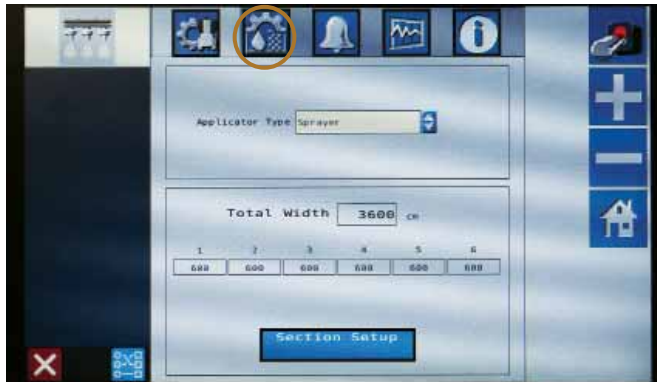 Applicator Type Sprayer
Total Width 3600 cm
1 2 3 4 5 6
600 600 600 600 600 600
Section Setup